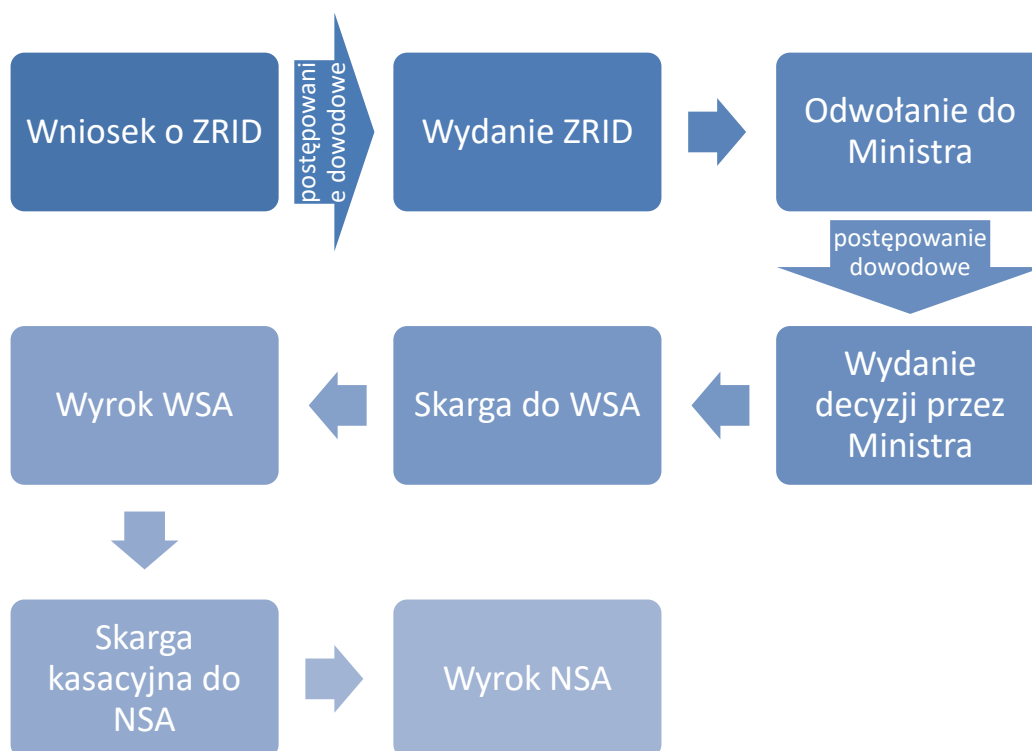 Wniosek o ZRID
postępowani
e dowodowe
Wydanie ZRID
Odwołanie do
Ministra
postępowanie
dowodowe
Wydanie
decyzji przez
Ministra
Skarga do WSA
Wyrok WSA
Skarga
kasacyjna do
NSA
Wyrok NSA